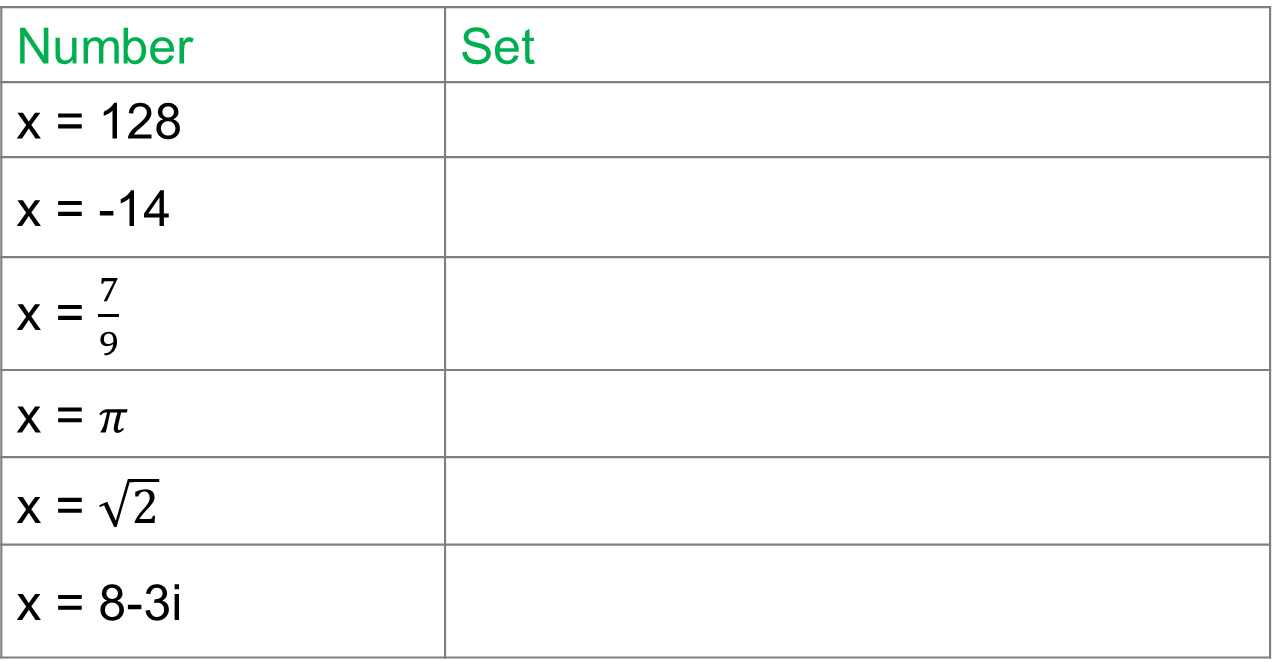 Number Set
x = 128
x = -14
x = 7/9
x = π
x = √2
x = 8-3i